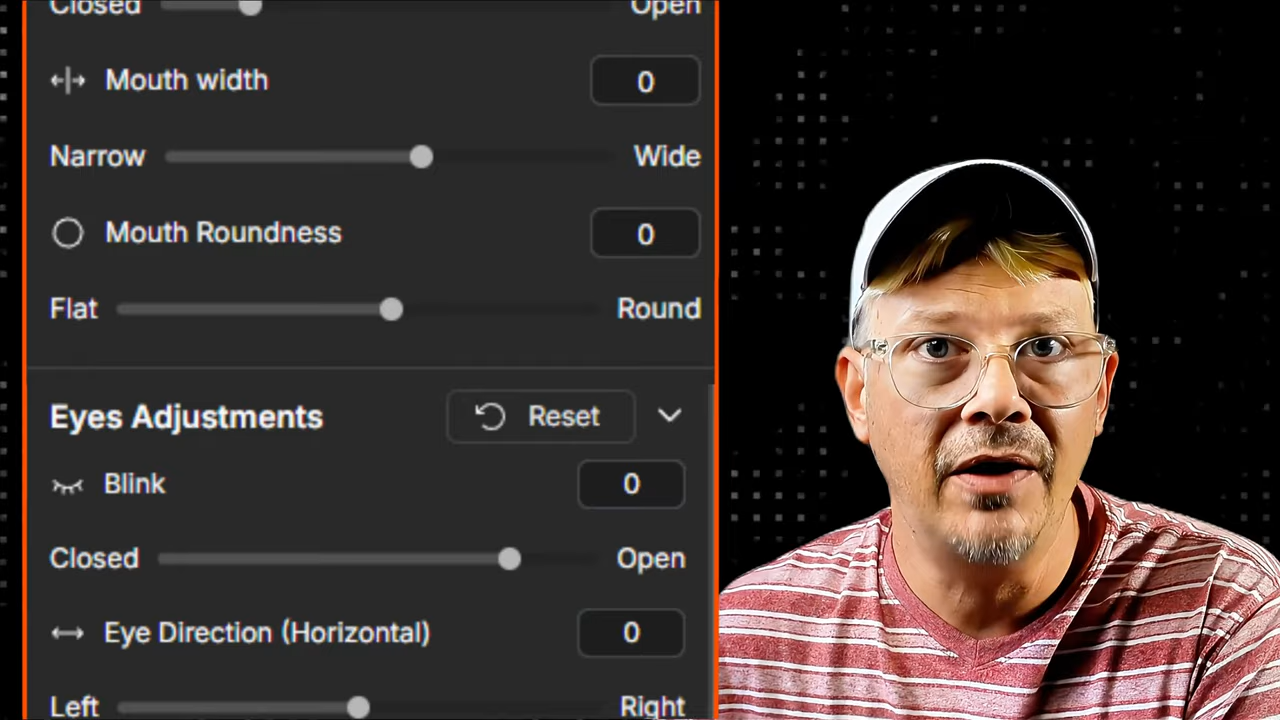 Closed Open
Mouth width 0
Narrow Wide
Mouth Roundness 0
Flat Round
Eyes Adjustments Reset
Blink 0
Closed Open
Eye Direction (Horizontal) 0
Left Right